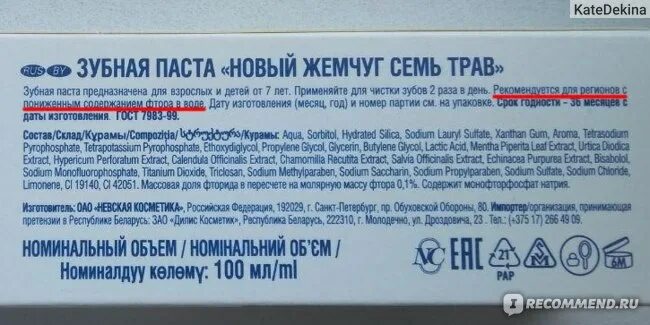 KateDekina
RUS BY ЗУБНАЯ ПАСТА «НОВЫЙ ЖЕМЧУГ СЕМЬ ТРАВ»
Зубная паста предназначена для взрослых и детей от 7 лет. Применяйте для чистки зубов 2 раза в день. Рекомендуется для регионов с
пониженным содержанием фтора в воде. Дату изготовления (месяц, год) и номер партии см. на упаковке. Срок годности - 36 месяцев с
даты изготовления. ГОСТ 7983-99.
Состав/Склад/Құрамы/Compoziţia/სტრუქტურა/Курамы: Aqua, Sorbitol, Hydrated Silica, Sodium Lauryl Sulfate, Xanthan Gum, Aroma, Tetrasodium
Pyrophosphate, Tetrapotassium Pyrophosphate, Ethoxydiglycol, Propylene Glycol, Glycerin, Butylene Glycol, Lactic Acid, Mentha Piperita Leaf Extract, Urtica Dioica Extract,
Hypericum Perforatum Extract, Calendula Officinalis Extract, Chamomilla Recutita Extract, Salvia Officinalis Extract, Echinacea Purpurea Extract, Bisabolol,
Sodium Monofluorophosphate, Titanium Dioxide, Triclosan, Sodium Methylparaben, Sodium Saccharin, Sodium Propylparaben, Sodium Sulfate, Sodium Chloride,
Limonene, CI 19140, CI 42051. Массовая доля фторида в пересчете на молярную массу фтора 0,1%. Содержит монофторфосфат натрия.
Изготовитель: ОАО «НЕВСКАЯ КОСМЕТИКА», Российская Федерация, 192029, г. Санкт-Петербург, пр. Обуховской Обороны, 80. Импортер/организация, принимающая
претензии в Республике Беларусь: ЗАО «Дилис Косметик», Республика Беларусь, 222310, г. Молодечно, ул. Дроздовича, 23 . Тел.: (+375 17) 266 49 09.
НОМИНАЛЬНЫЙ ОБЪЕМ / НОМІНАЛЬНИЙ ОБ'ЄМ /
Номиналдуу көлөмү: 100 мл/ml
НС EAC 21 PAP 6M
IRECOMMEND.RU